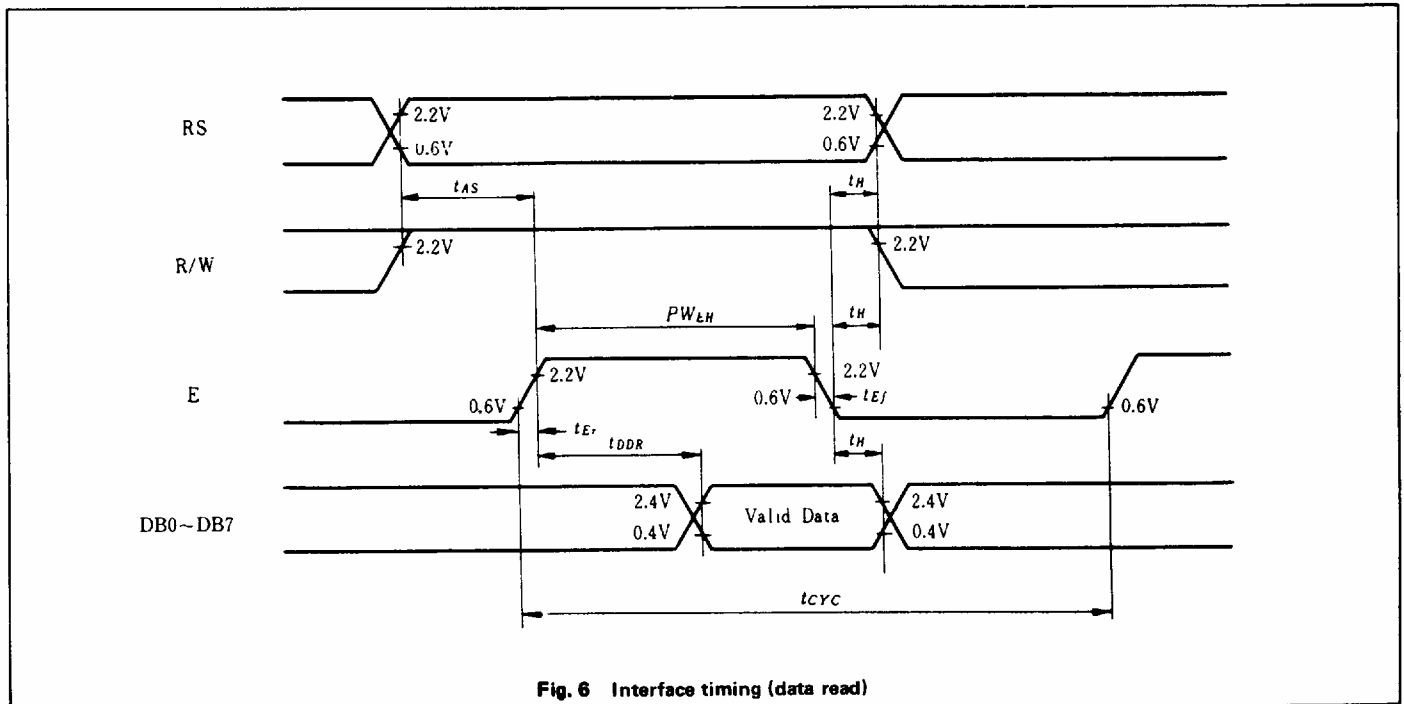 RS
2.2V
0.6V
2.2V
0.6V
tAS
tH
R/W
2.2V
2.2V
PWEH
tH
E
2.2V
0.6V
2.2V
0.6V
tEf
0.6V
tEr
tDDR
tH
DB0~DB7
2.4V
0.4V
Valid Data
2.4V
0.4V
tCYC
Fig. 6 Interface timing (data read)